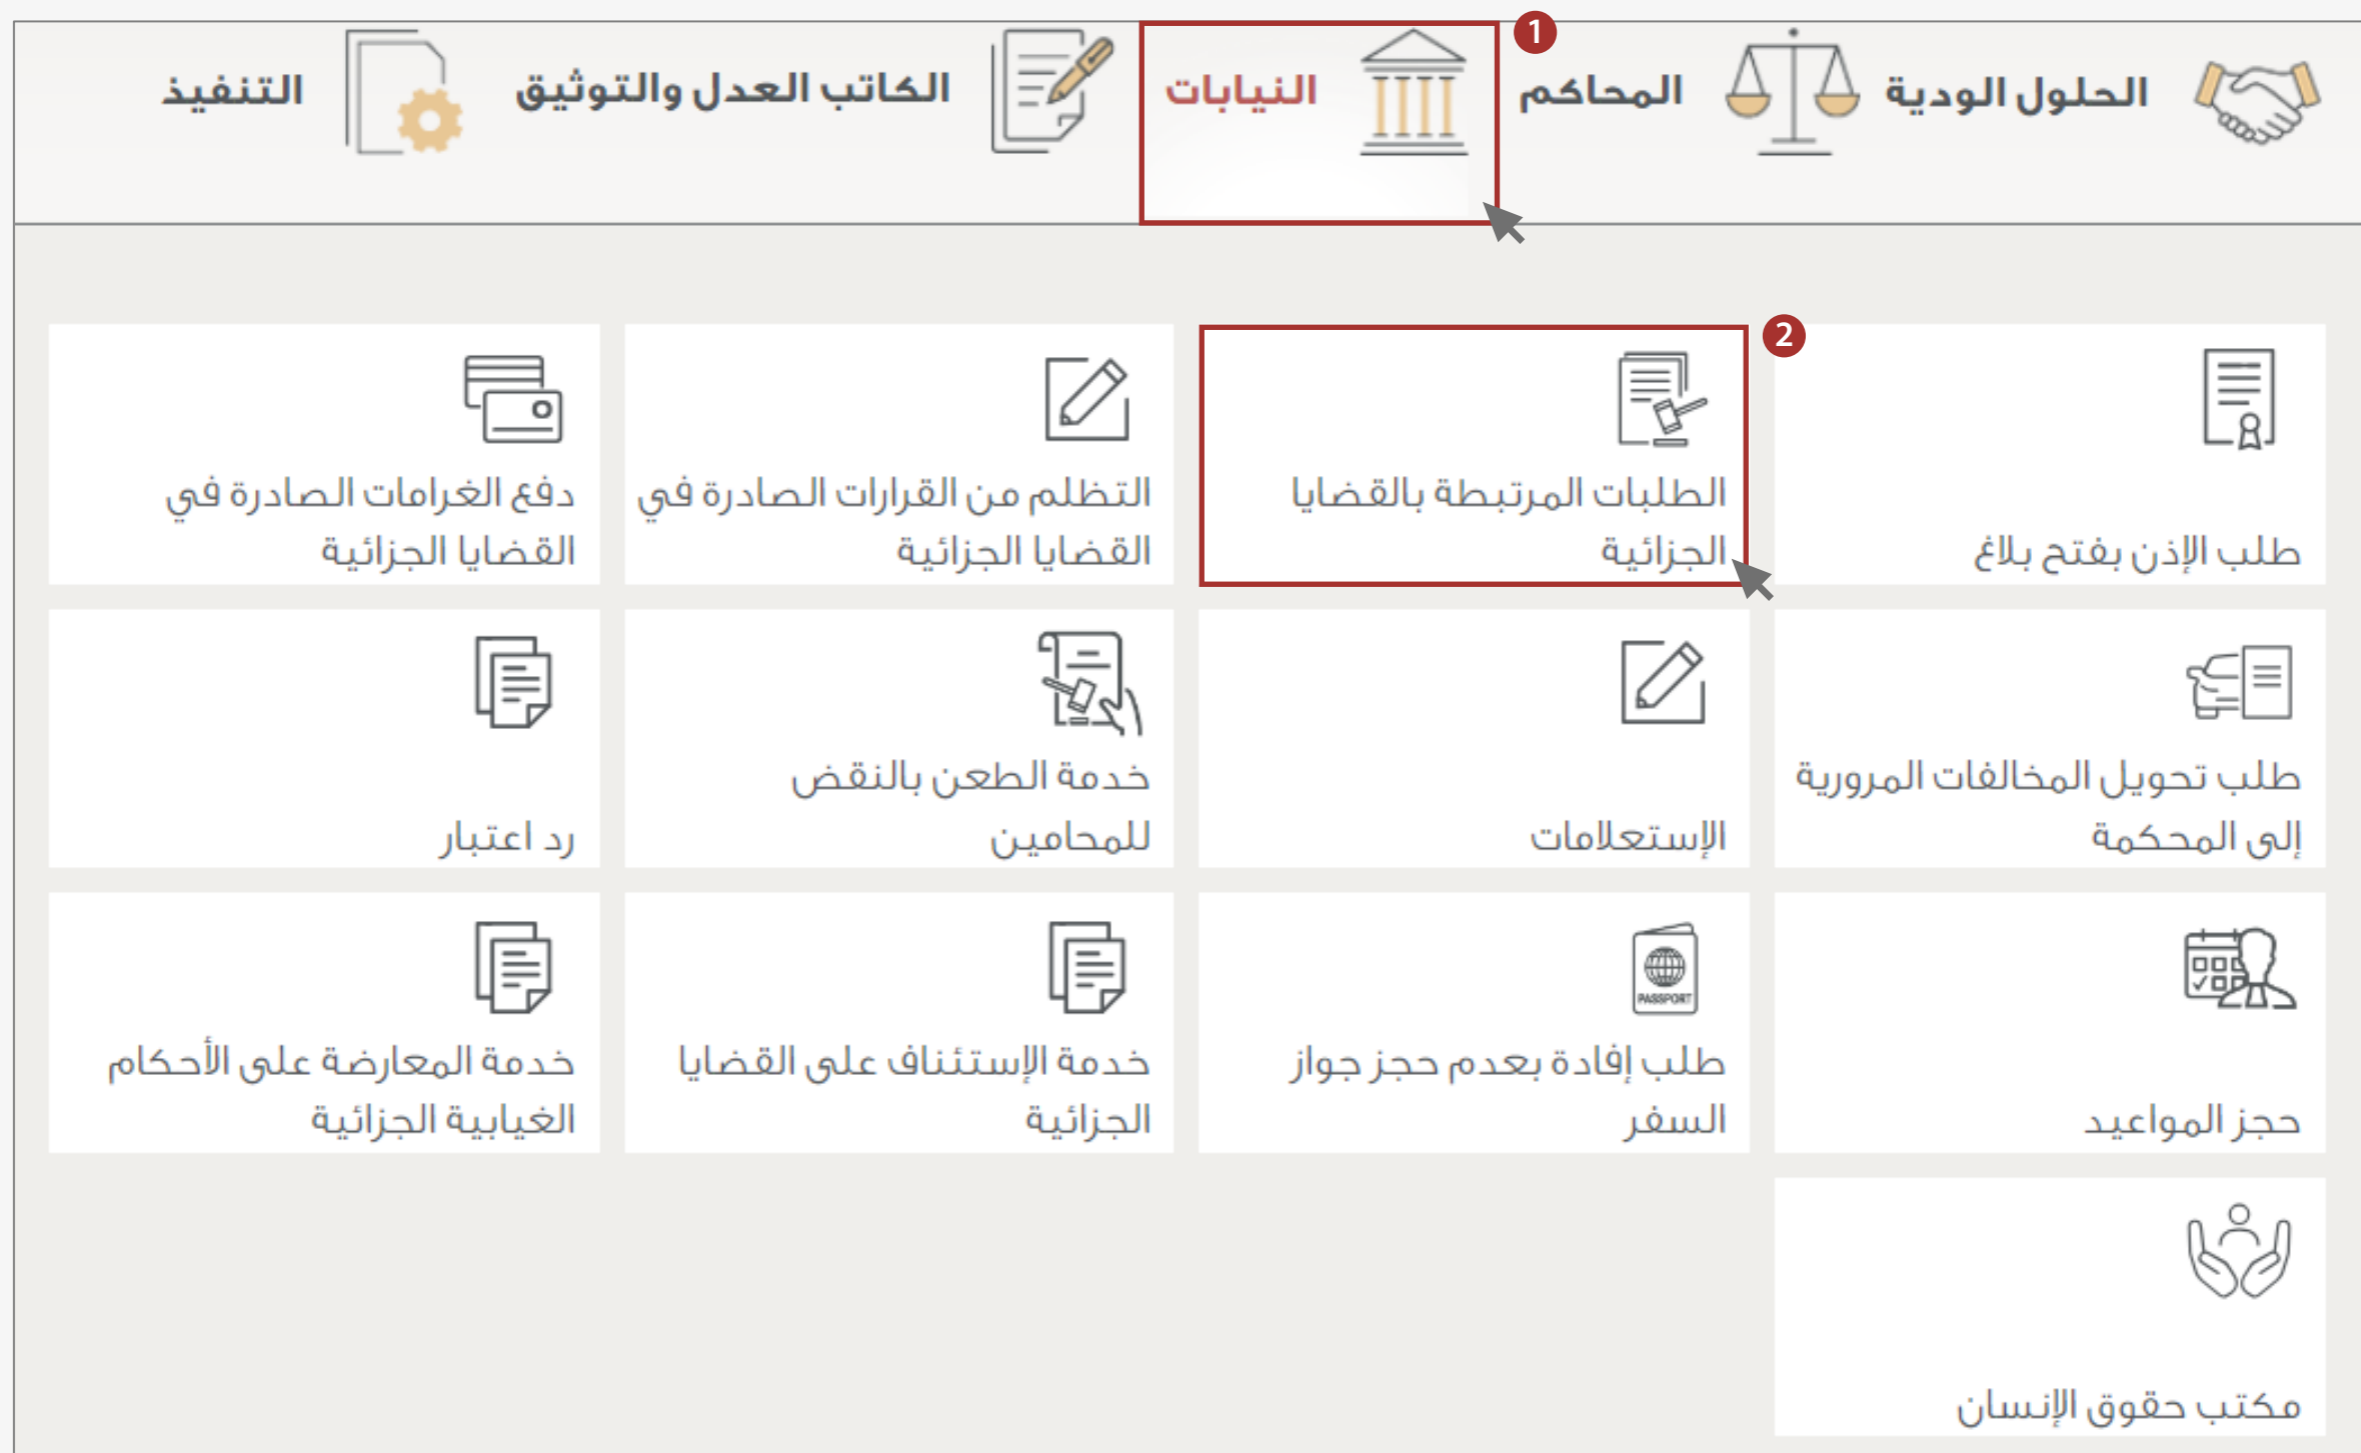 الحلول الودية
المحاكم
1
النيابات
الكاتب العدل والتوثيق
التنفيذ
طلب الإذن بفتح بلاغ
2
الطلبات المرتبطة بالقضايا
الجزائية
التظلم من القرارات الصادرة في
القضايا الجزائية
دفع الغرامات الصادرة في
القضايا الجزائية
طلب تحويل المخالفات المرورية
إلى المحكمة
الإستعلامات
خدمة الطعن بالنقض
للمحامين
رد اعتبار
حجز المواعيد
PASSPORT
طلب إفادة بعدم حجز جواز
السفر
خدمة الإستئناف على القضايا
الجزائية
خدمة المعارضة على الأحكام
الغيابية الجزائية
مكتب حقوق الإنسان